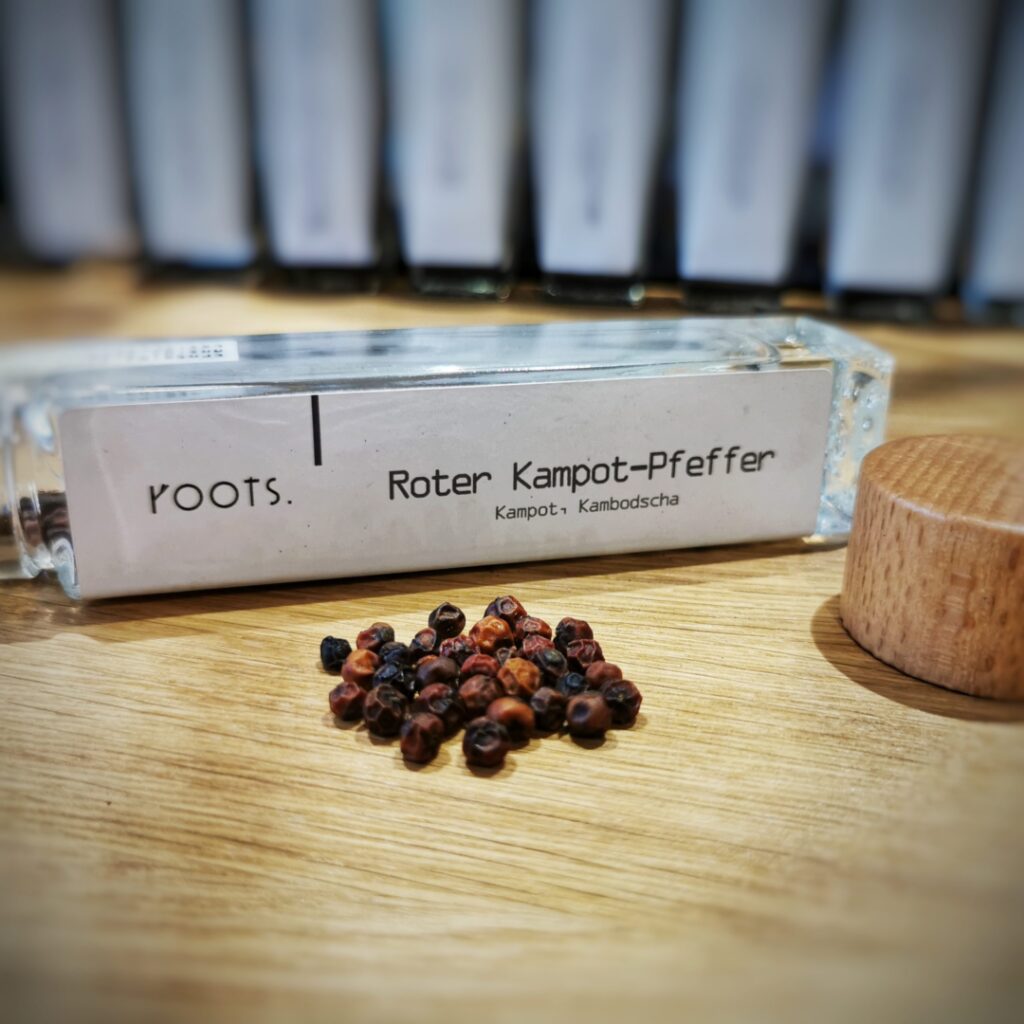 roots.
Roter Kampot-Pfeffer
Kampot, Kambodscha